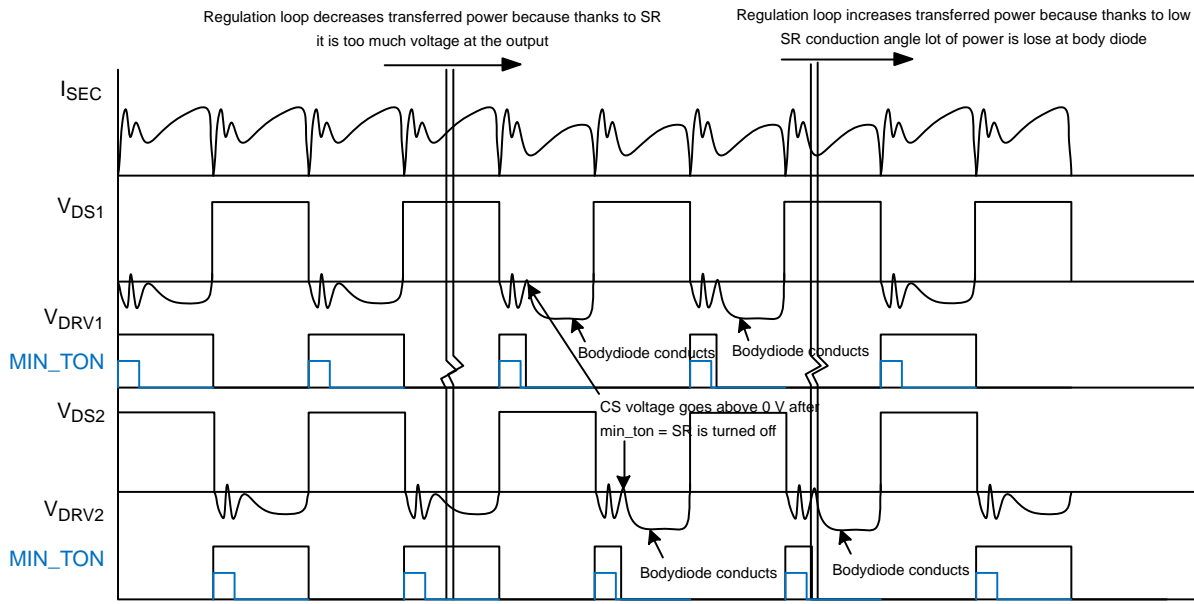 Regulation loop decreases transferred power because thanks to SR
it is too much voltage at the output
Regulation loop increases transferred power because thanks to low
SR conduction angle lot of power is lose at body diode
ISEC
VDS1
VDRV1
Bodydiode conducts
Bodydiode conducts
MIN_TON
CS voltage goes above 0 V after
min_ton = SR is turned off
VDS2
VDRV2
MIN_TON
Bodydiode conducts
Bodydiode conducts